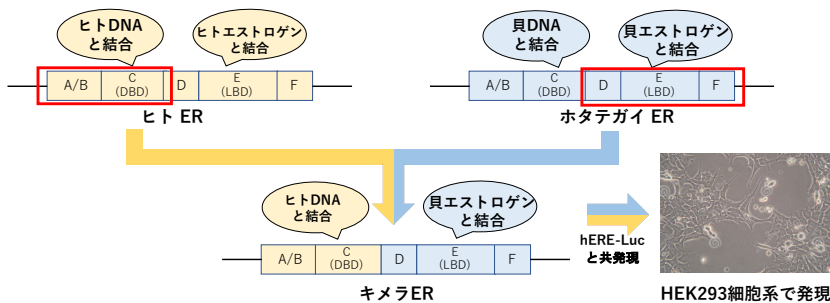 ヒトDNA
と結合
ヒトエストロゲン
と結合
A/B
C
(DBD)
D
E
(LBD)
F
ヒト ER
貝DNA
と結合
貝エストロゲン
と結合
A/B
C
(DBD)
D
E
(LBD)
F
ホタテガイ ER
ヒトDNA
と結合
貝エストロゲン
と結合
A/B
C
(DBD)
D
E
(LBD)
F
キメラER
hERE-Luc
と共発現
HEK293細胞系で発現